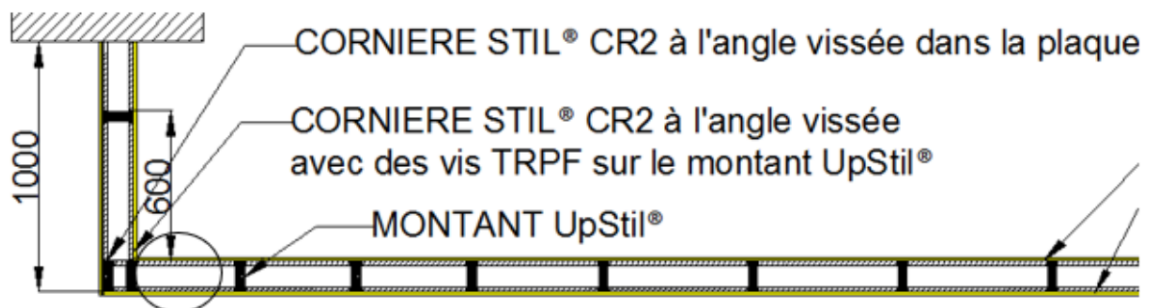 CORNIERE STIL® CR2 à l'angle vissée dans la plaque
CORNIERE STIL® CR2 à l'angle vissée
avec des vis TRPF sur le montant UpStil®
MONTANT UpStil®
1000
600